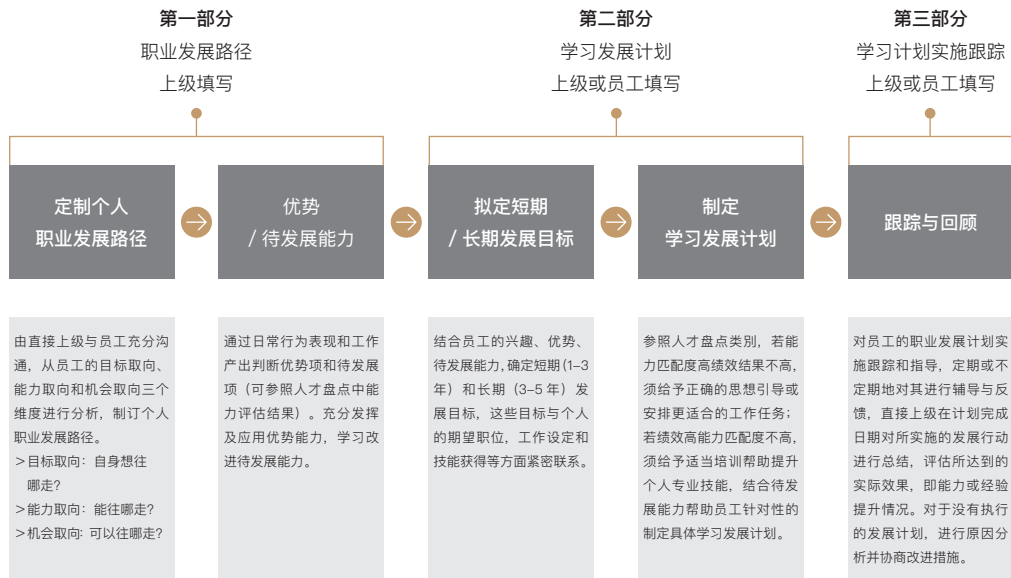 第一部分
职业发展路径
上级填写
第二部分
学习发展计划
上级或员工填写
第三部分
学习计划实施跟踪
上级或员工填写
定制个人
职业发展路径
优势
/ 待发展能力
拟定短期
/ 长期发展目标
制定
学习发展计划
跟踪与回顾
由直接上级与员工充分沟
通，从员工的目标取向、
能力取向和机会取向三个
维度进行分析，制订个人
职业发展路径。
>目标取向：自身想往
哪走?
>能力取向：能往哪走?
>机会取向: 可以往哪走?
通过日常行为表现和工作
产出判断优势项和待发展
项（可参照人才盘点中能
力评估结果）。充分发挥
及应用优势能力，学习改
进待发展能力。
结合员工的兴趣、优势、
待发展能力, 确定短期 (1-3
年）和长期（3-5 年）发
展目标，这些目标与个人
的期望职位，工作设定和
技能获得等方面紧密联系。
参照人才盘点类别，若能
力匹配度高绩效结果不高,
须给予正确的思想引导或
安排更适合的工作任务；
若绩效高能力匹配度不高,
须给予适当培训帮助提升
个人专业技能，结合待发
展能力帮助员工针对性的
制定具体学习发展计划。
对员工的职业发展计划实
施跟踪和指导，定期或不
定期地对其进行辅导与反
馈，直接上级在计划完成
日期对所实施的发展行动
进行总结，评估所达到的
实际效果，即能力或经验
提升情况。对于没有执行
的发展计划，进行原因分
析并协商改进措施。